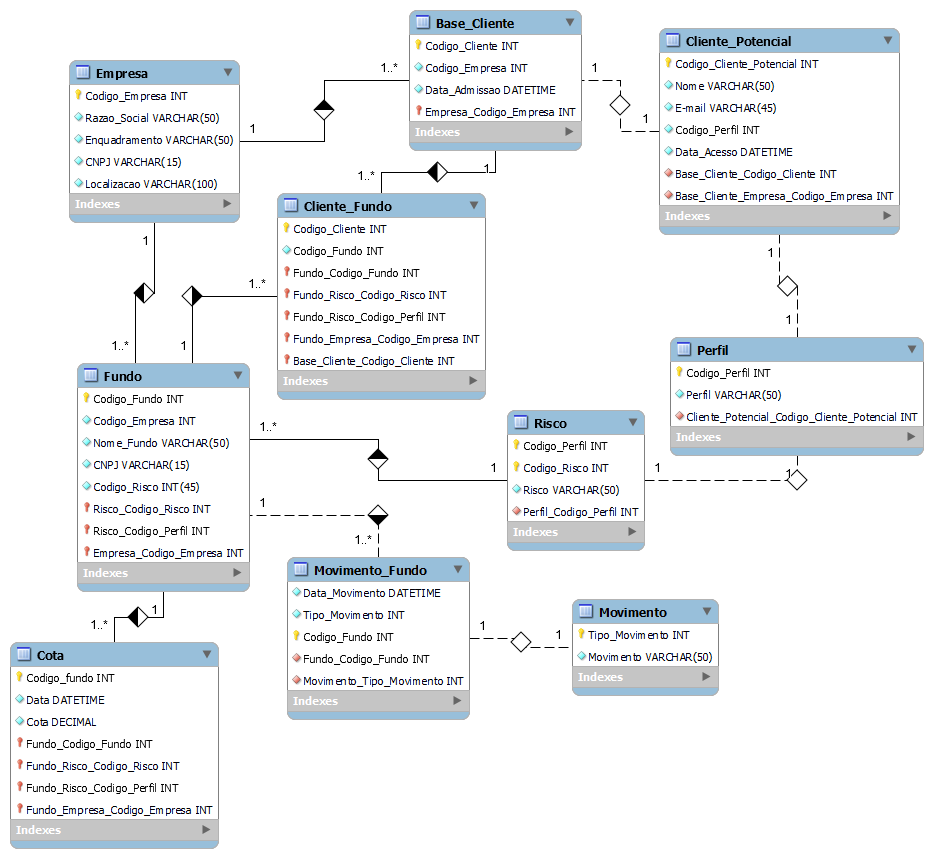 Base_Cliente
Codigo_Cliente INT
Codigo_Empresa INT
Data_Admissao DATETIME
Empresa_Codigo_Empresa INT
Indexes
Cliente_Potencial
Codigo_Cliente_Potencial INT
Nome VARCHAR(50)
E-mail VARCHAR(45)
Codigo_Perfil INT
Data_Acesso DATETIME
Base_Cliente_Codigo_Cliente INT
Base_Cliente_Empresa_Codigo_Empresa INT
Indexes
Empresa
Codigo_Empresa INT
Razao_Social VARCHAR(50)
Enquadramento VARCHAR(50)
CNPJ VARCHAR(15)
Localizacao VARCHAR(100)
Indexes
1..*
1
1
1
1..*
1
Cliente_Fundo
Codigo_Cliente INT
Codigo_Fundo INT
Fundo_Codigo_Fundo INT
Fundo_Risco_Codigo_Risco INT
Fundo_Risco_Codigo_Perfil INT
Fundo_Empresa_Codigo_Empresa INT
Base_Cliente_Codigo_Cliente INT
Indexes
1
1..*
1..*
1
1
1
Perfil
Codigo_Perfil INT
Perfil VARCHAR(50)
Cliente_Potencial_Codigo_Cliente_Potencial INT
Indexes
Fundo
Codigo_Fundo INT
Codigo_Empresa INT
Nome_Fundo VARCHAR(50)
CNPJ VARCHAR(15)
Codigo_Risco INT(45)
Risco_Codigo_Risco INT
Risco_Codigo_Perfil INT
Empresa_Codigo_Empresa INT
Indexes
Risco
Codigo_Perfil INT
Codigo_Risco INT
Risco VARCHAR(50)
Perfil_Codigo_Perfil INT
Indexes
1..*
1
1
1
1
1..*
Movimento_Fundo
Data_Movimento DATETIME
Tipo_Movimento INT
Codigo_Fundo INT
Fundo_Codigo_Fundo INT
Movimento_Tipo_Movimento INT
Indexes
1
1
Movimento
Tipo_Movimento INT
Movimento VARCHAR(50)
Indexes
1
1..*
Cota
Codigo_fundo INT
Data DATETIME
Cota DECIMAL
Fundo_Codigo_Fundo INT
Fundo_Risco_Codigo_Risco INT
Fundo_Risco_Codigo_Perfil INT
Fundo_Empresa_Codigo_Empresa INT
Indexes